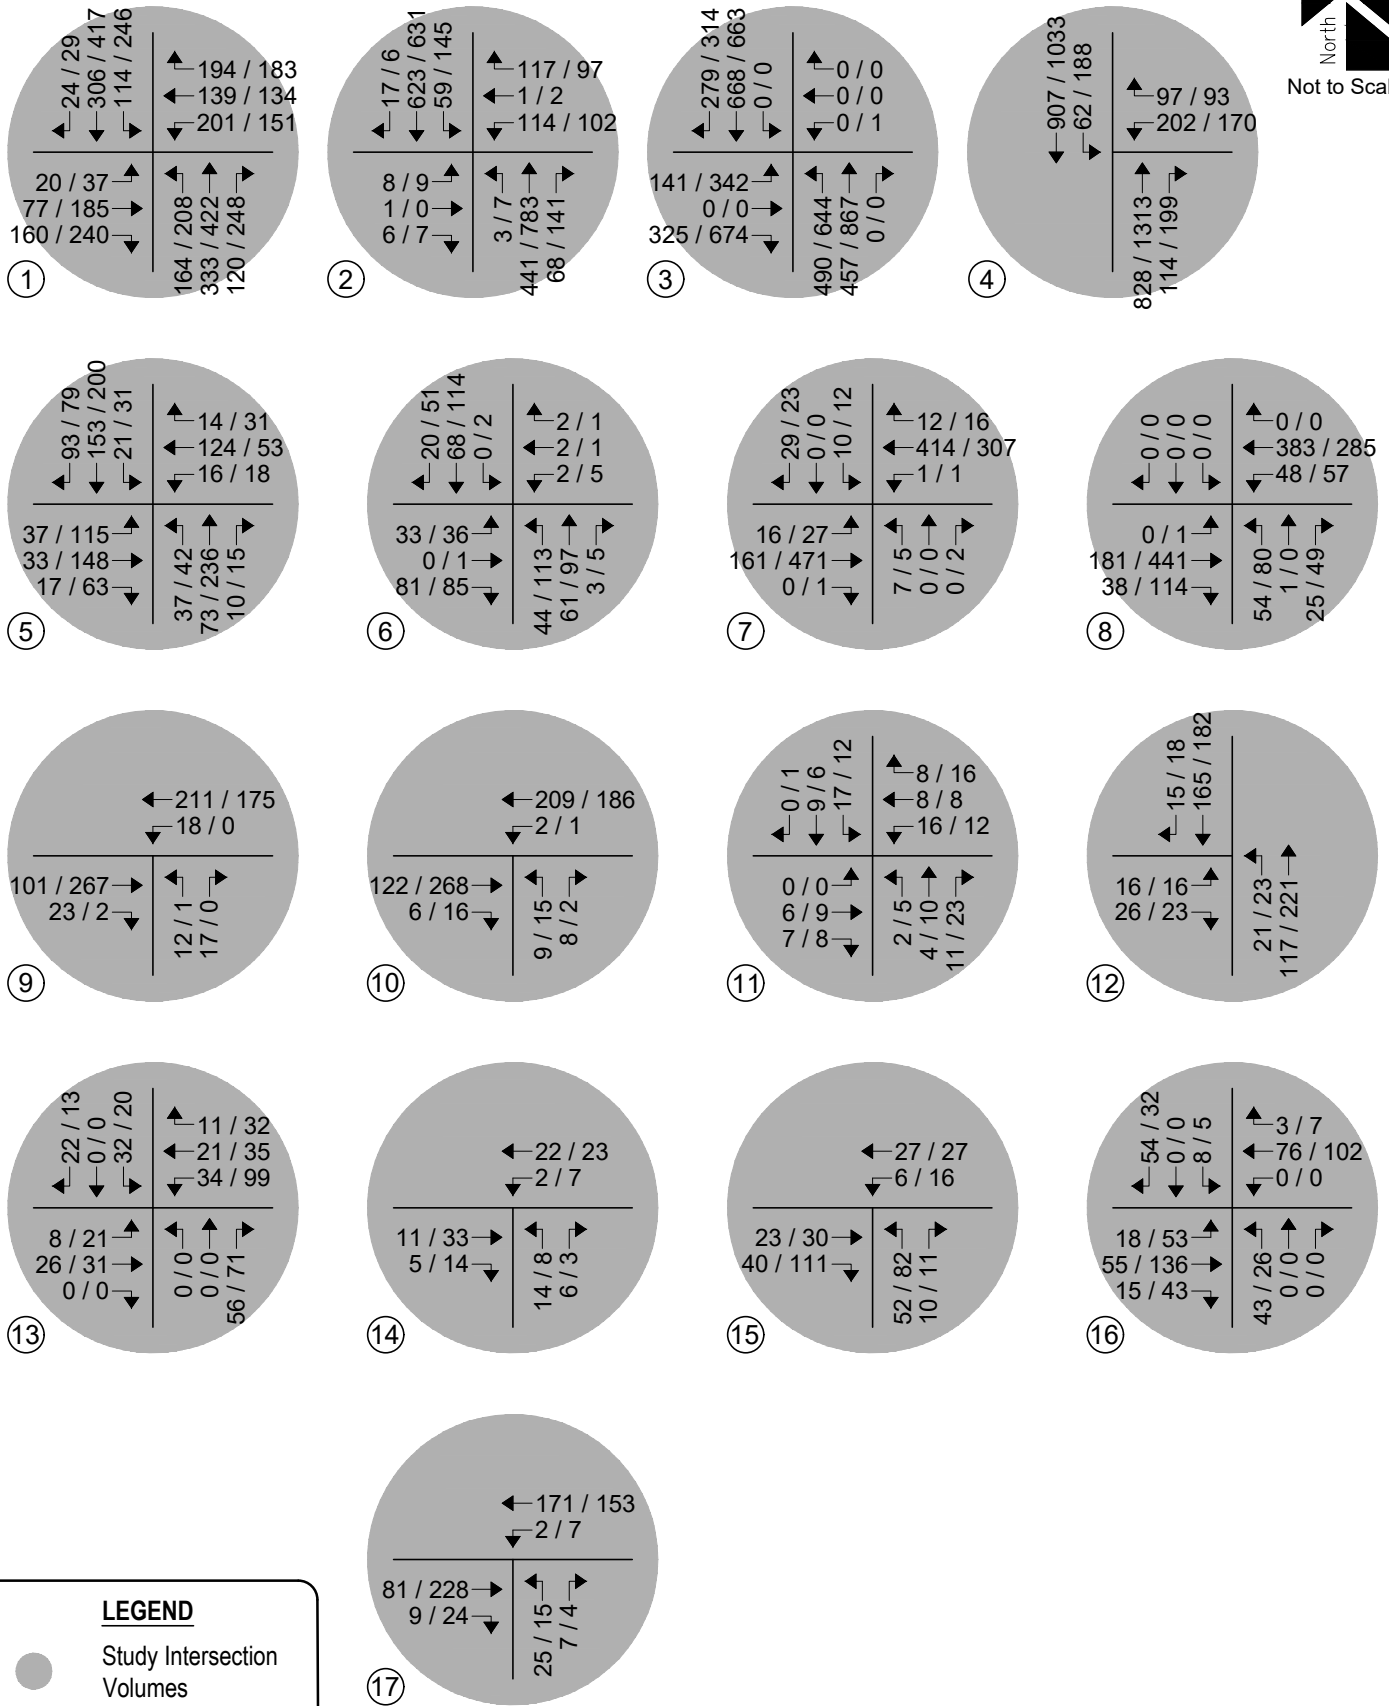 North
Not to Scal
24 / 29
306 / 417
114 / 246
194 / 183
139 / 134
201 / 151
20 / 37
77 / 185
160 / 240
164 / 208
333 / 422
120 / 248
1
17 / 6
623 / 631
59 / 145
117 / 97
1 / 2
114 / 102
8 / 9
1 / 0
6 / 7
3 / 7
441 / 783
68 / 141
2
279 / 314
668 / 663
0 / 0
0 / 0
0 / 0
0 / 1
141 / 342
0 / 0
325 / 674
490 / 644
457 / 867
0 / 0
3
907 / 1033
62 / 188
97 / 93
202 / 170
828 / 1313
114 / 199
4
93 / 79
153 / 200
21 / 31
14 / 31
124 / 53
16 / 18
37 / 115
33 / 148
17 / 63
37 / 42
73 / 236
10 / 15
5
20 / 51
68 / 114
0 / 2
2 / 1
2 / 1
2 / 5
33 / 36
0 / 1
81 / 85
44 / 113
61 / 97
3 / 5
6
29 / 23
0 / 0
10 / 12
12 / 16
414 / 307
1 / 1
16 / 27
161 / 471
0 / 1
7 / 5
0 / 0
0 / 2
7
0 / 0
0 / 0
0 / 0
0 / 0
383 / 285
48 / 57
0 / 1
181 / 441
38 / 114
54 / 80
1 / 0
25 / 49
8
211 / 175
18 / 0
101 / 267
23 / 2
12 / 1
17 / 0
9
209 / 186
2 / 1
122 / 268
6 / 16
9 / 15
8 / 2
10
0 / 1
9 / 6
17 / 12
8 / 16
8 / 8
16 / 12
0 / 0
6 / 9
7 / 8
2 / 5
4 / 10
11 / 23
11
15 / 18
165 / 182
16 / 16
26 / 23
21 / 23
117 / 221
12
22 / 13
0 / 0
32 / 20
11 / 32
21 / 35
34 / 99
8 / 21
26 / 31
0 / 0
0 / 0
0 / 0
56 / 71
13
22 / 23
2 / 7
11 / 33
5 / 14
14 / 8
6 / 3
14
27 / 27
6 / 16
23 / 30
40 / 111
52 / 82
10 / 11
15
54 / 32
0 / 0
8 / 5
3 / 7
76 / 102
0 / 0
18 / 53
55 / 136
15 / 43
43 / 26
0 / 0
0 / 0
16
171 / 153
2 / 7
81 / 228
9 / 24
25 / 15
7 / 4
17
LEGEND
Study Intersection
Volumes